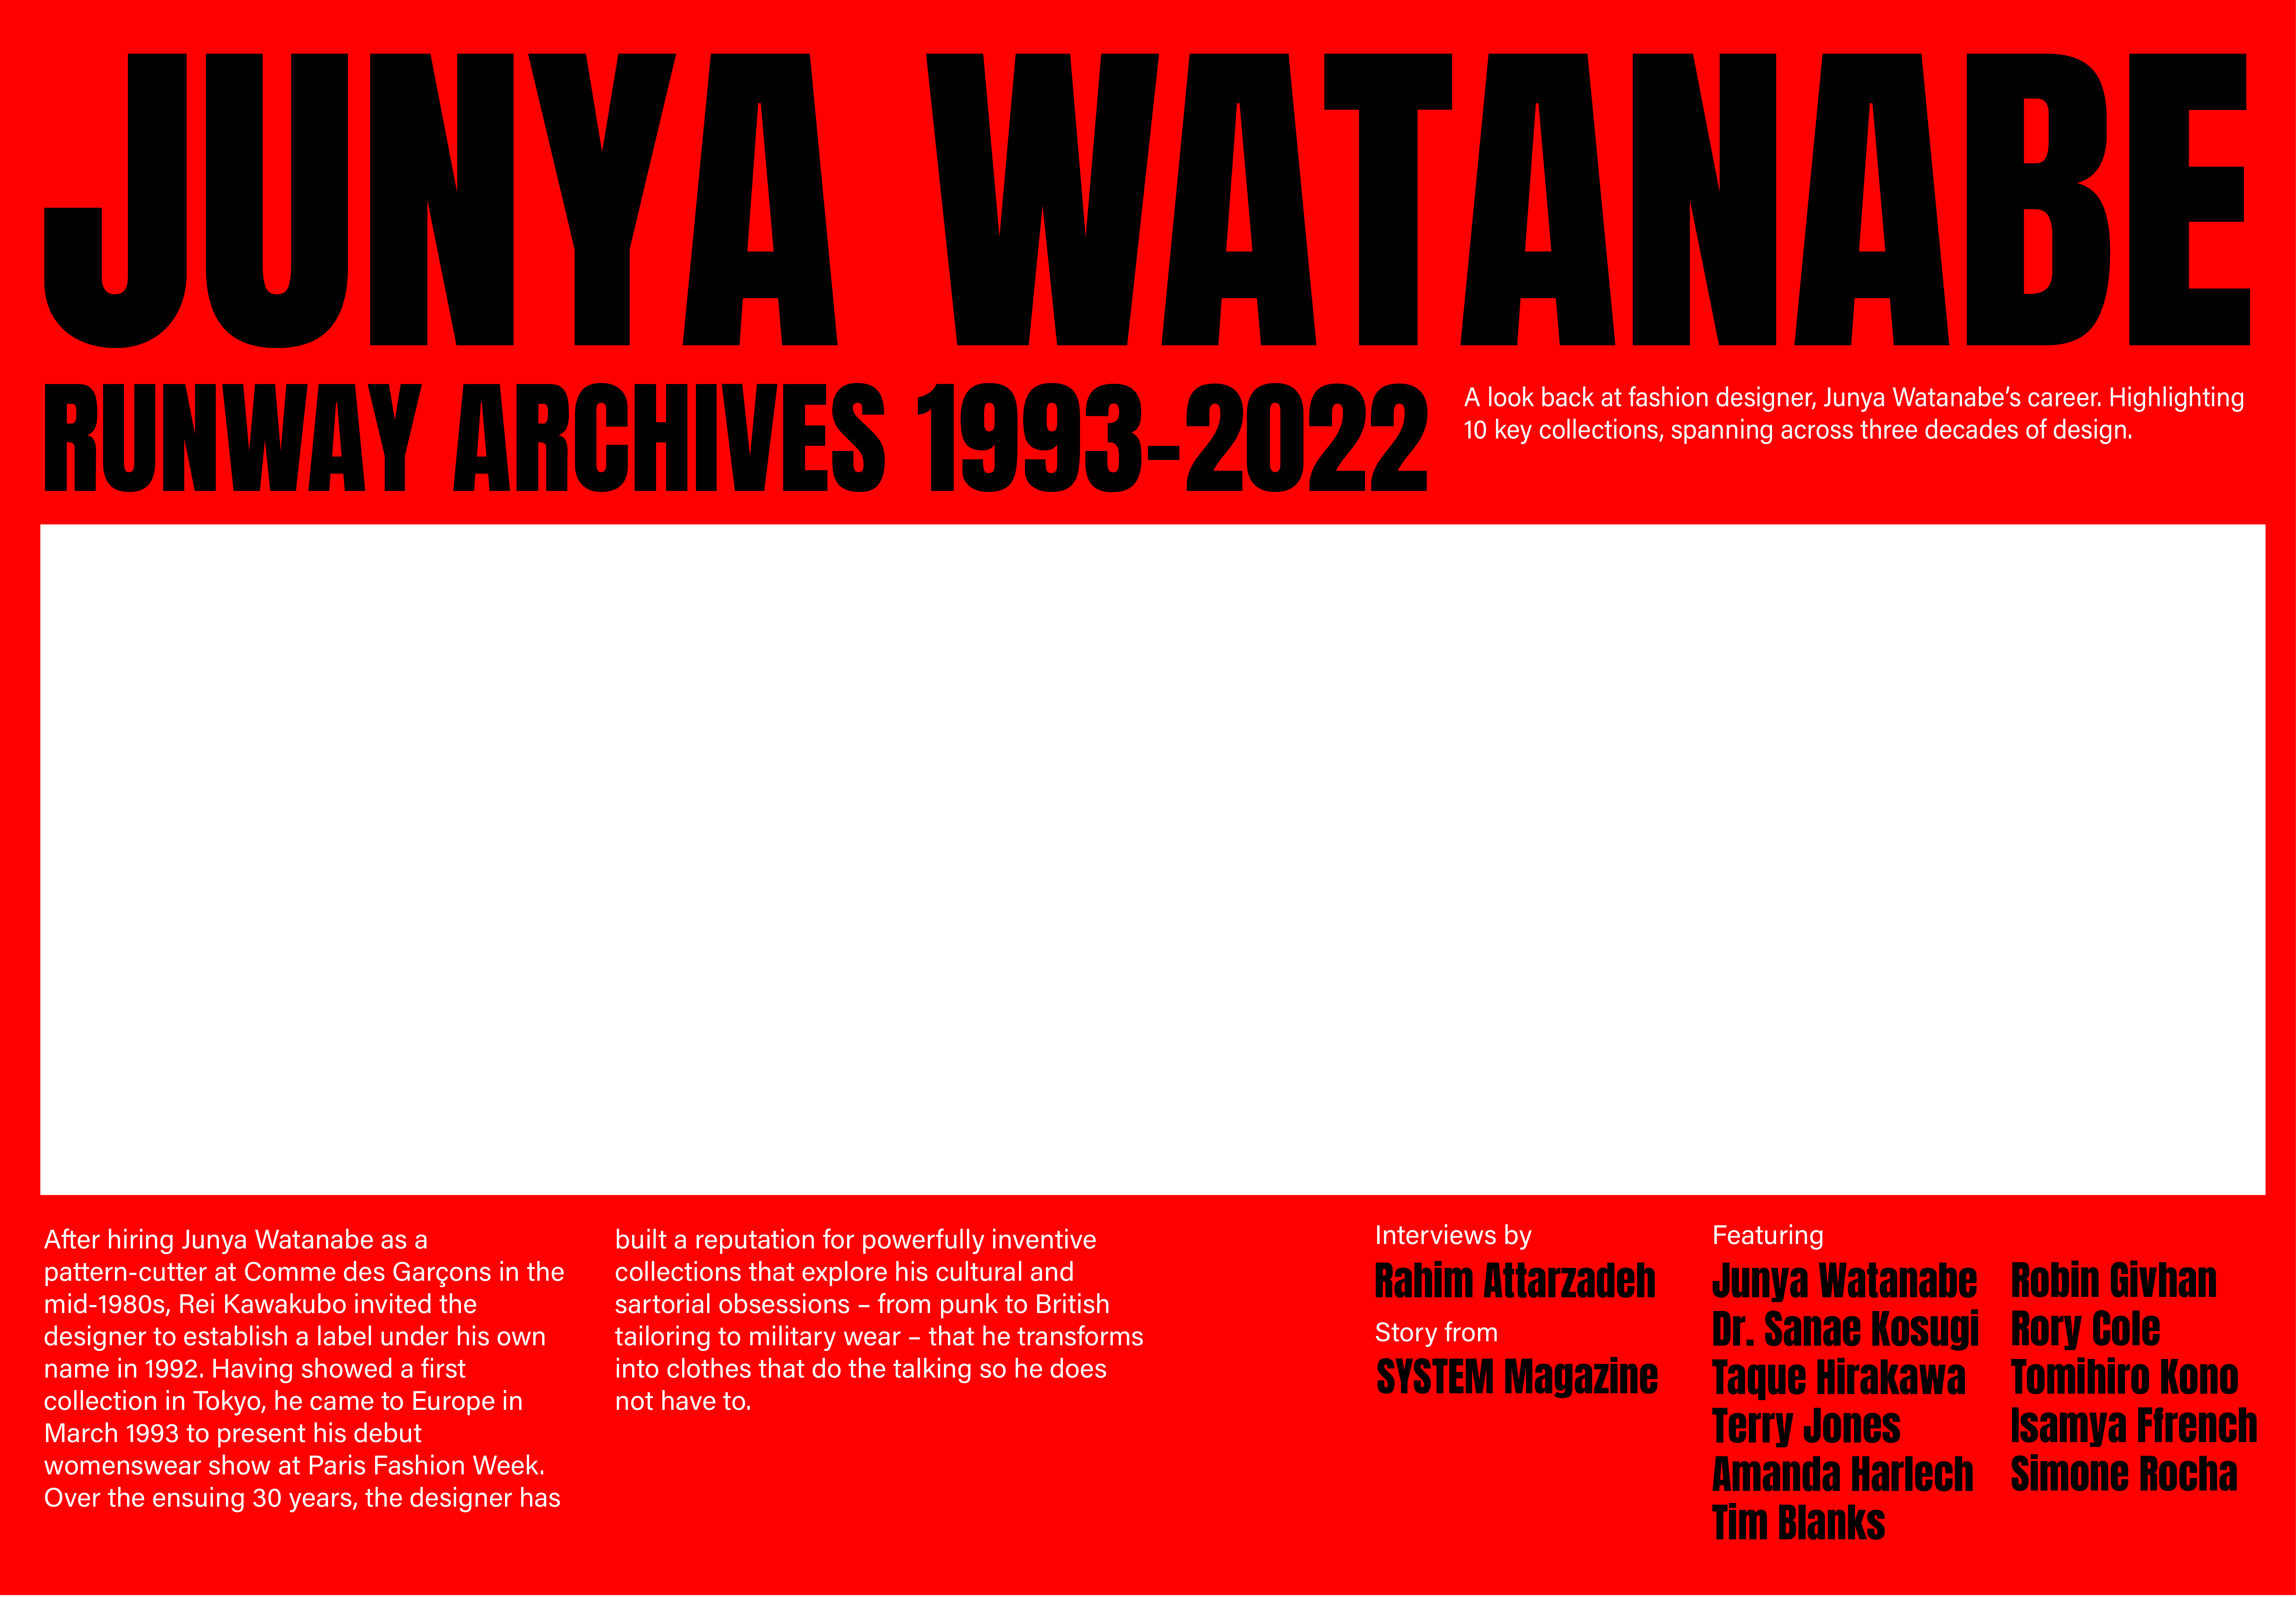 JUNYA WATANABE
RUNWAY ARCHIVES 1993-2022
A look back at fashion designer, Junya Watanabe’s career. Highlighting
10 key collections, spanning across three decades of design.
After hiring Junya Watanabe as a
pattern-cutter at Comme des Garçons in the
mid-1980s, Rei Kawakubo invited the
designer to establish a label under his own
name in 1992. Having showed a first
collection in Tokyo, he came to Europe in
March 1993 to present his debut
womenswear show at Paris Fashion Week.
Over the ensuing 30 years, the designer has
built a reputation for powerfully inventive
collections that explore his cultural and
sartorial obsessions – from punk to British
tailoring to military wear – that he transforms
into clothes that do the talking so he does
not have to.
Interviews by
Rahim Attarzadeh
Story from
SYSTEM Magazine
Featuring
Junya Watanabe
Dr. Sanae Kosugi
Taque Hirakawa
Terry Jones
Amanda Harlech
Tim Blanks
Robin Givhan
Rory Cole
Tomihiro Kono
Isamya Ffrench
Simone Rocha